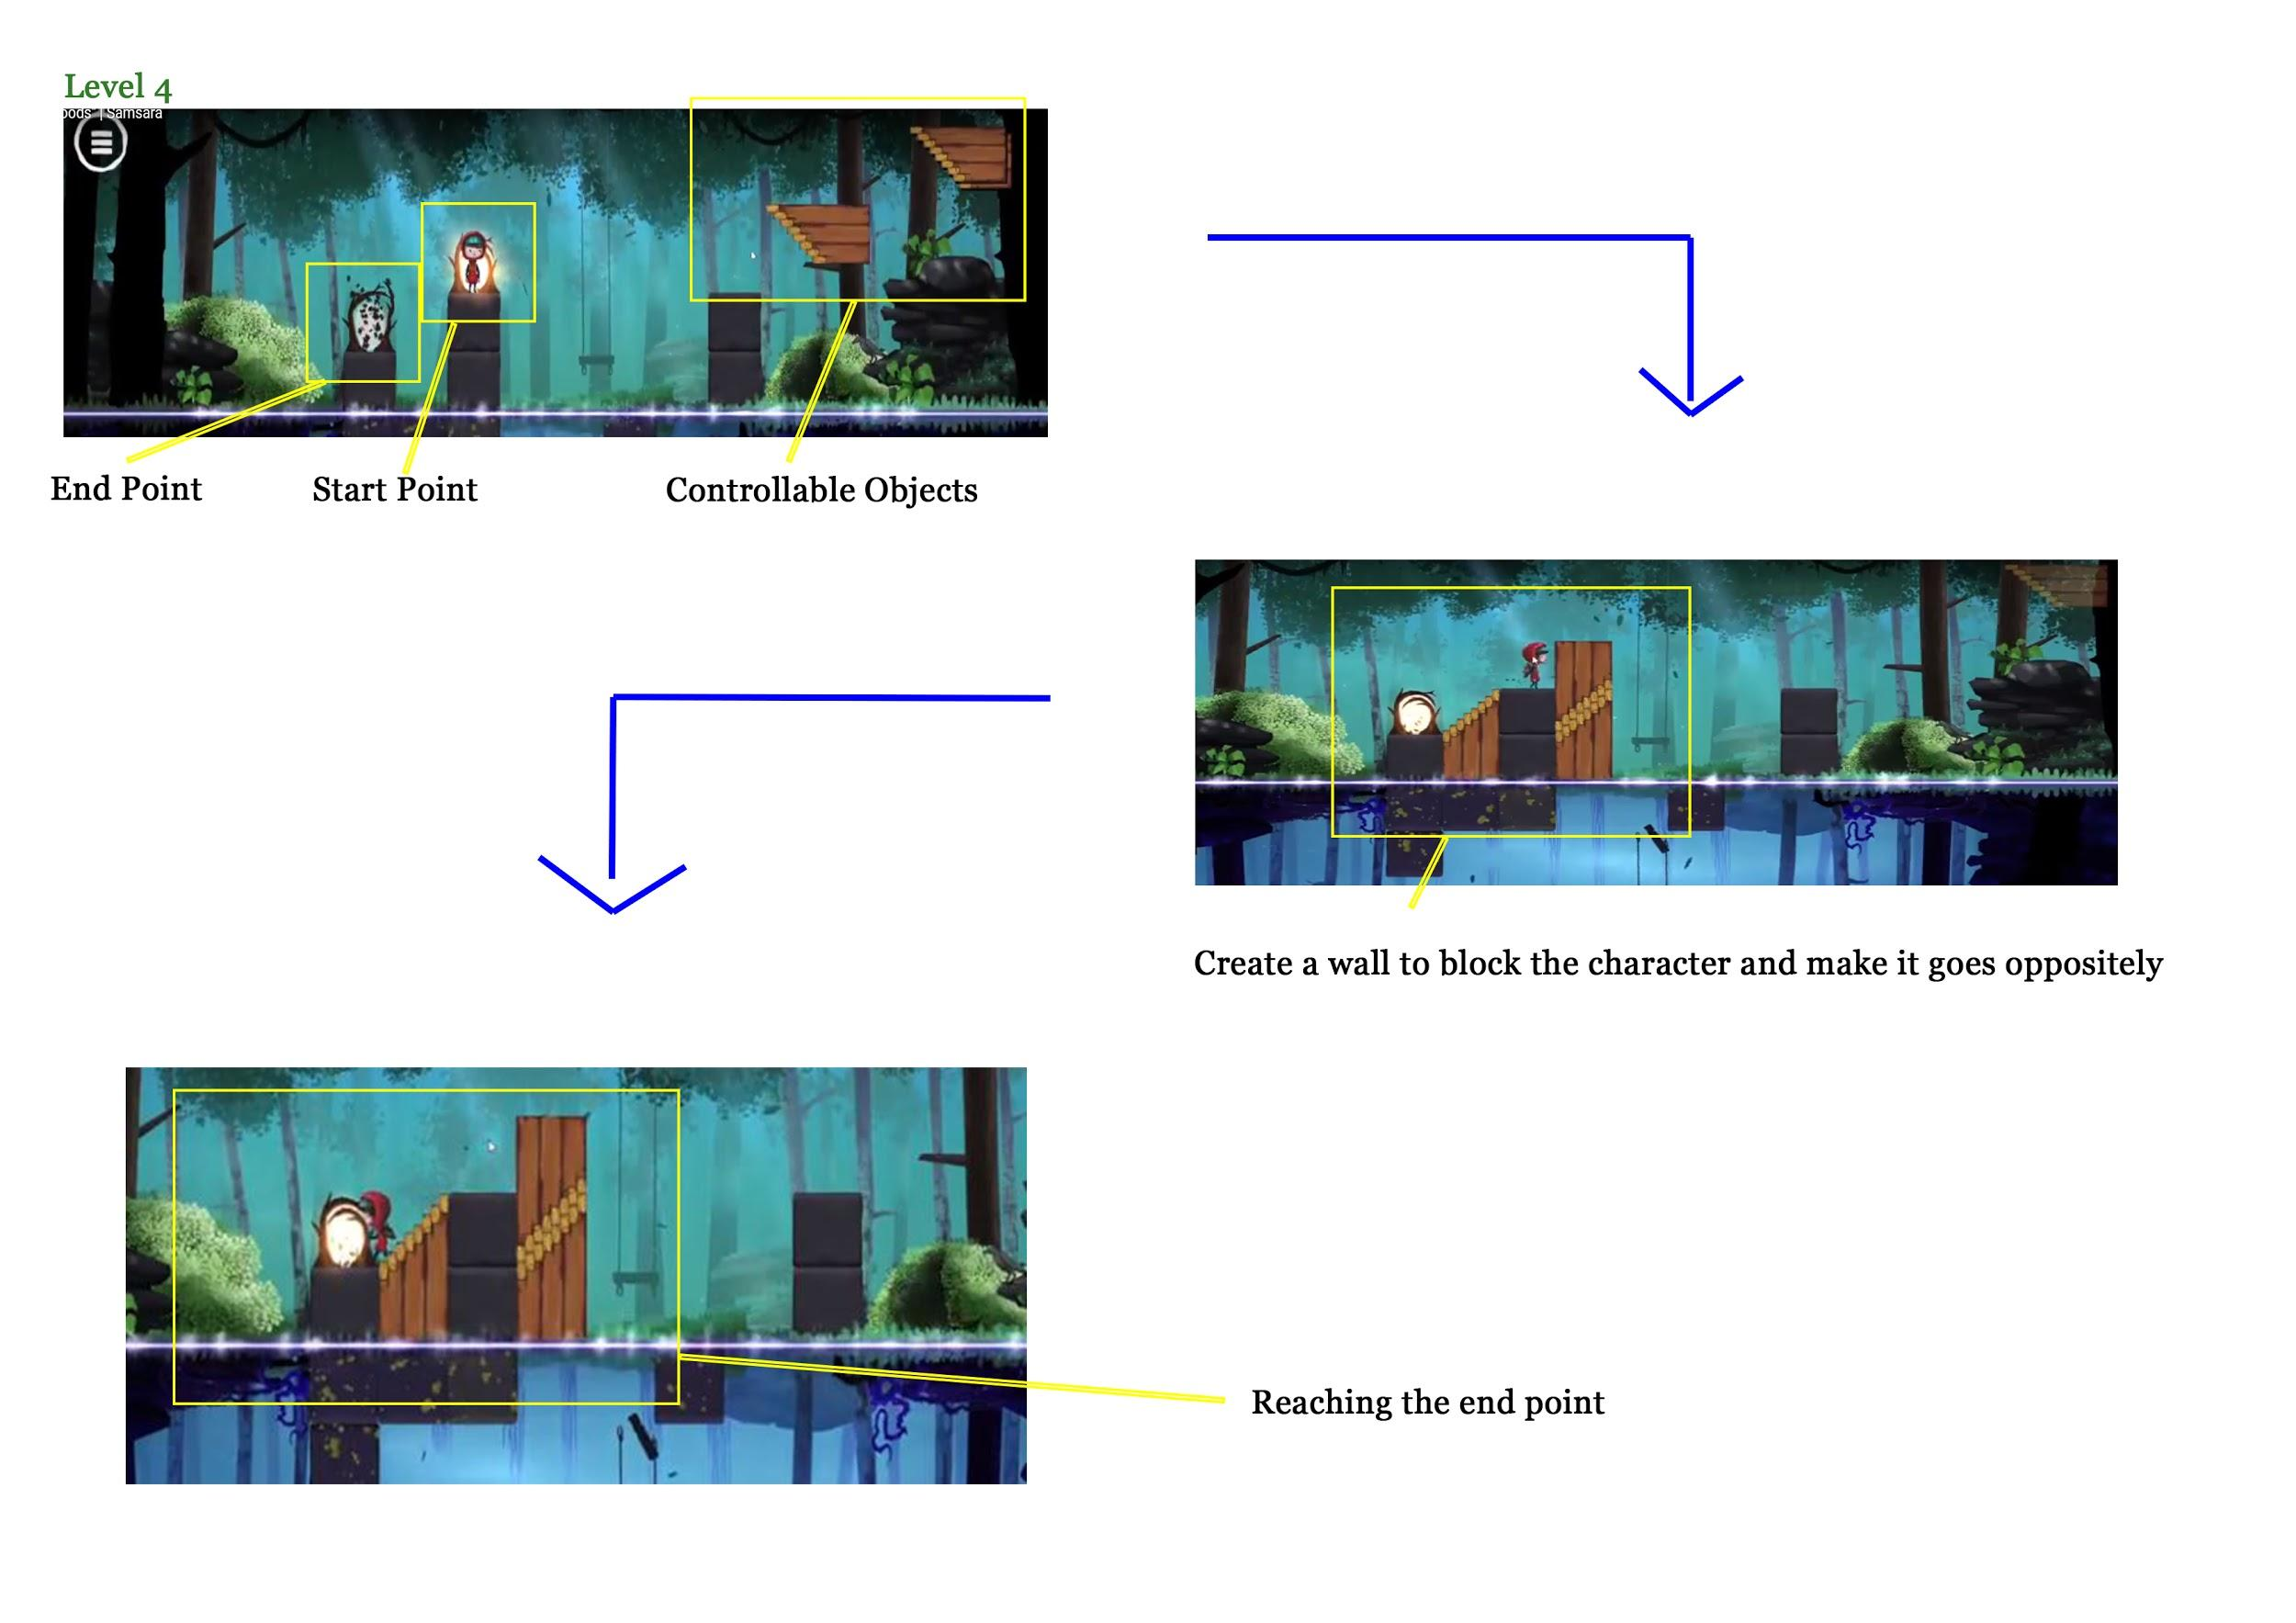 Level 4
oods | Samsara
End Point
Start Point
Controllable Objects
Create a wall to block the character and make it goes oppositely
Reaching the end point